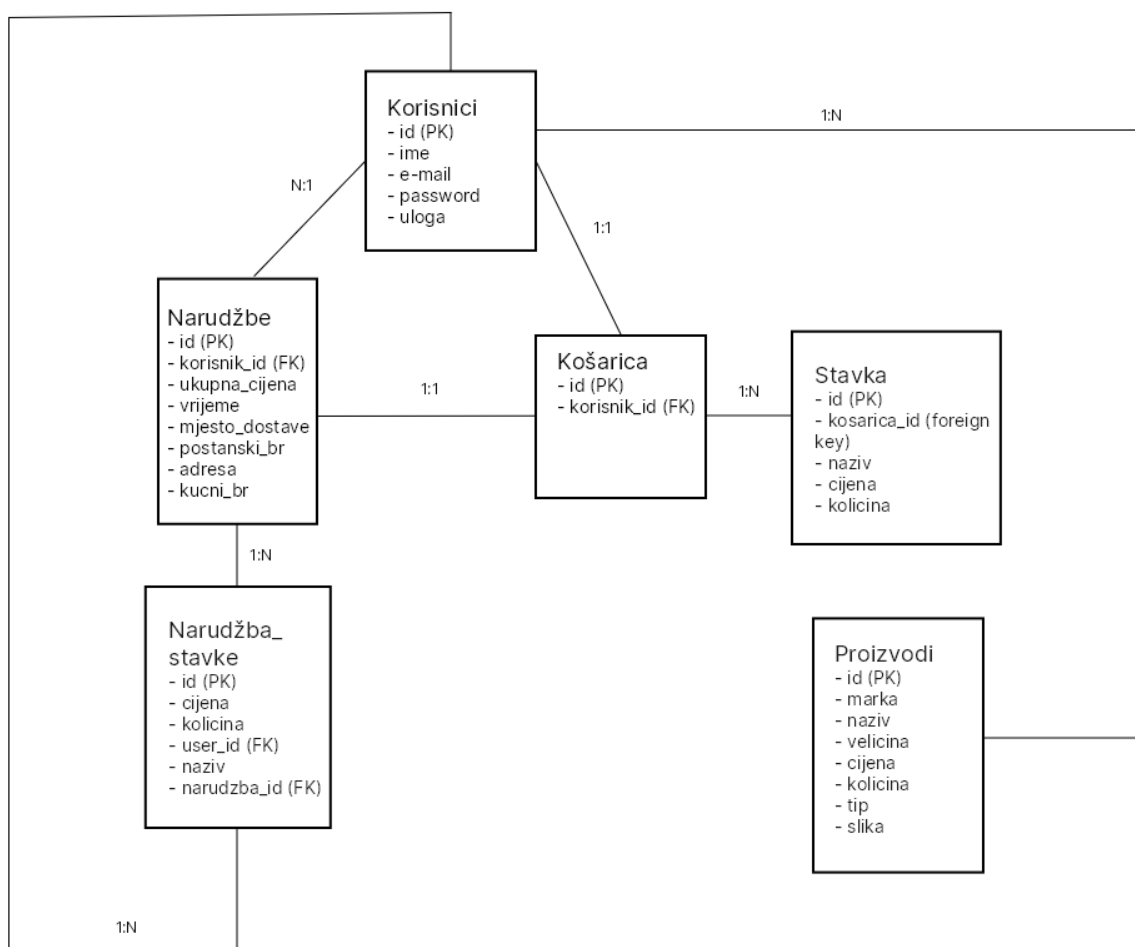 Korisnici
- id (PK)
- ime
- e-mail
- password
- uloga
1:N
N:1
1:1
Narudžbe
- id (PK)
- korisnik_id (FK)
- ukupna_cijena
- vrijeme
- mjesto_dostave
- postanski_br
- adresa
- kucni_br
1:1
Košarica
- id (PK)
- korisnik_id (FK)
1:N
Stavka
- id (PK)
- kosarica_id (foreign
key)
- naziv
- cijena
- kolicina
1:N
Narudžba_
stavke
- id (PK)
- cijena
- kolicina
- user_id (FK)
- naziv
- narudzba_id (FK)
Proizvodi
- id (PK)
- marka
- naziv
- velicina
- cijena
- kolicina
- tip
- slika
1:N